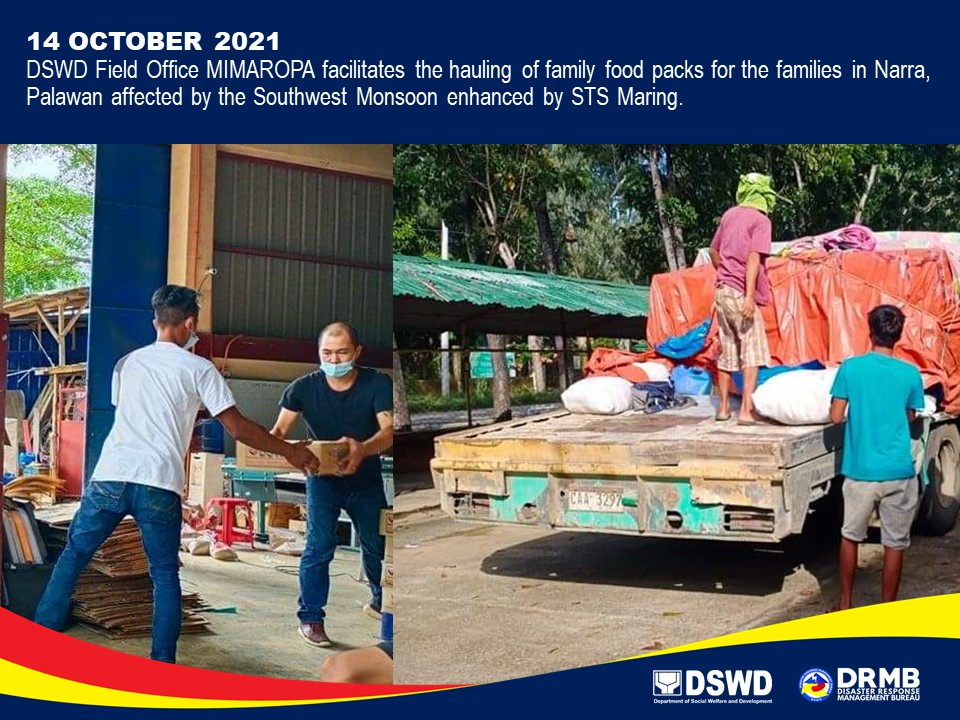 14 OCTOBER 2021
DSWD Field Office MIMAROPA facilitates the hauling of family food packs for the families in Narra,
Palawan affected by the Southwest Monsoon enhanced by STS Maring.
CAA 3297
DSWD
Department of Social Welfare and Development
DRMB
DISASTER RESPONSE
MANAGEMENT BUREAU